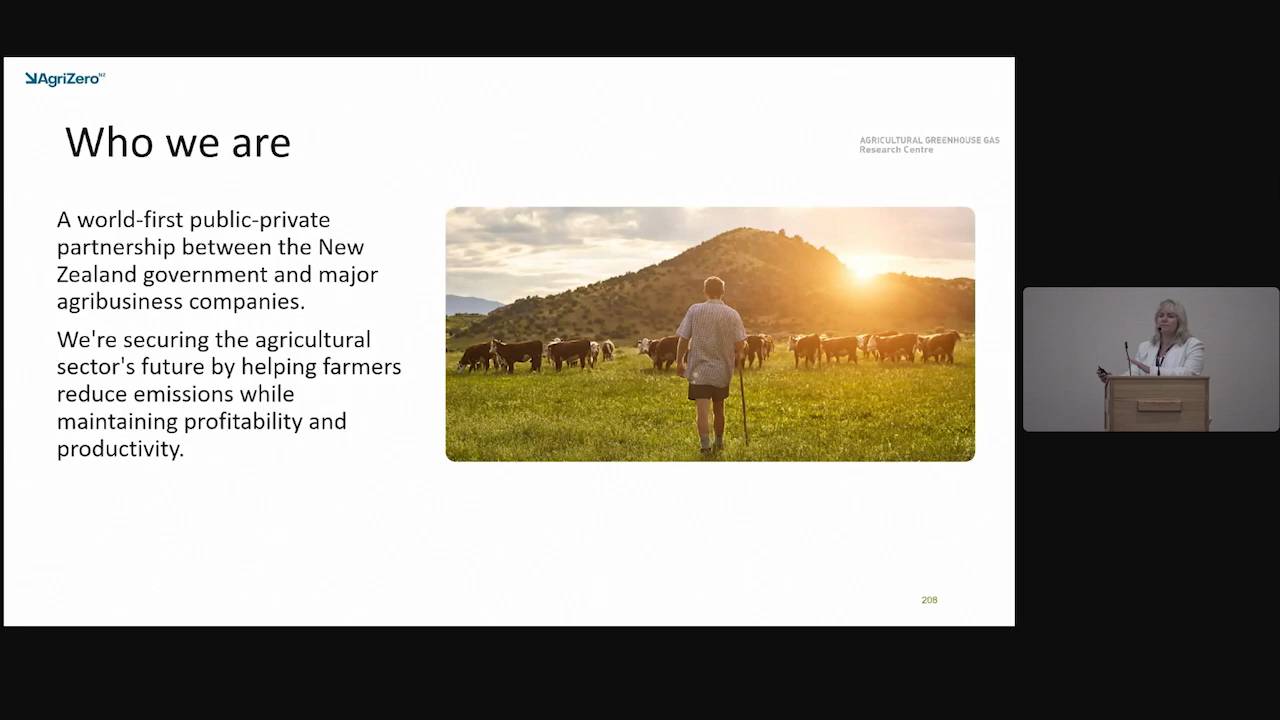 AgriZero NZ
Who we are
AGRICULTURAL GREENHOUSE GAS
Research Centre
A world-first public-private
partnership between the New
Zealand government and major
agribusiness companies.
We're securing the agricultural
sector's future by helping farmers
reduce emissions while
maintaining profitability and
productivity.
208